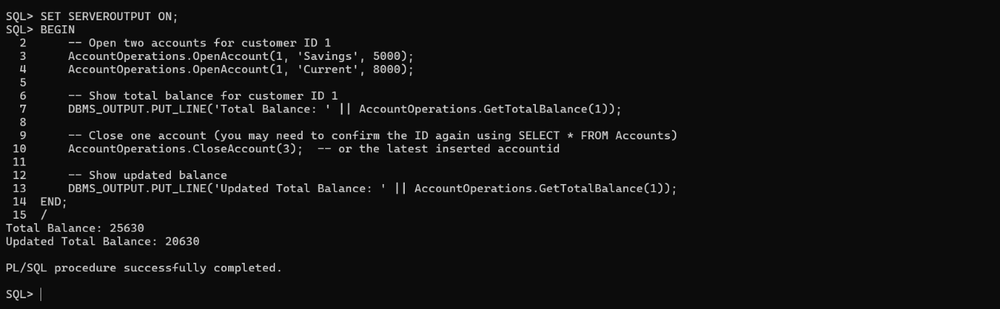 SQL> SET SERVEROUTPUT ON;
SQL> BEGIN
  2      -- Open two accounts for customer ID 1
  3      AccountOperations.OpenAccount(1, 'Savings', 5000);
  4      AccountOperations.OpenAccount(1, 'Current', 8000);
  5
  6      -- Show total balance for customer ID 1
  7      DBMS_OUTPUT.PUT_LINE('Total Balance: ' || AccountOperations.GetTotalBalance(1));
  8
  9      -- Close one account (you may need to confirm the ID again using SELECT * FROM Accounts)
 10      AccountOperations.CloseAccount(3);  -- or the latest inserted accountid
 11
 12      -- Show updated balance
 13      DBMS_OUTPUT.PUT_LINE('Updated Total Balance: ' || AccountOperations.GetTotalBalance(1));
 14  END;
 15  /
Total Balance: 25630
Updated Total Balance: 20630

PL/SQL procedure successfully completed.

SQL>